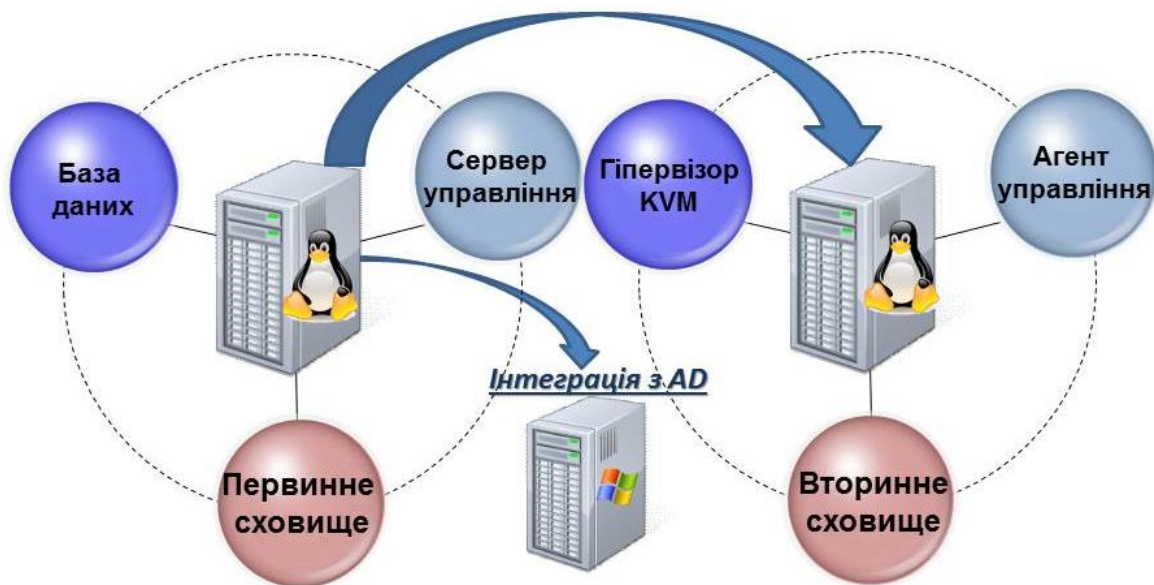 База
даних
Сервер
управління
Гіпервізор
KVM
Агент
управління
Інтеграція з AD
Первинне
сховище
Вторинне
сховище